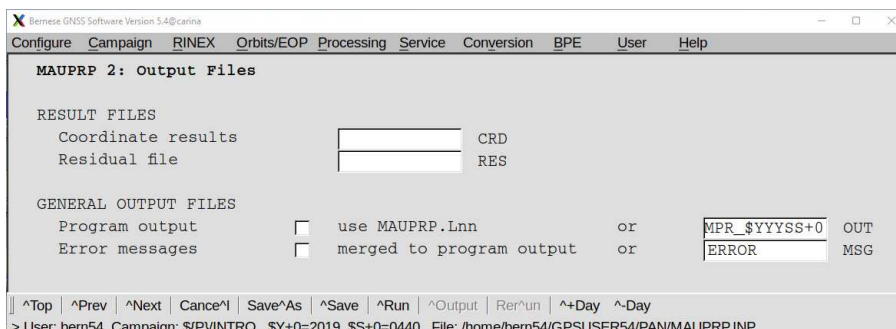 Bernese GNSS Software Version 5.4@carina
Configure Campaign RINEX Orbits/EOP Processing Service Conversion BPE User Help
MAUPRP 2: Output Files
RESULT FILES
Coordinate results CRD
Residual file RES
GENERAL OUTPUT FILES
Program output use MAUPRP.Lnn or MPR_$YYYSS+0 OUT
Error messages merged to program output or ERROR MSG
^Top | ^Prev | ^Next | Cance^l | Save^As | ^Save | ^Run | ^Output | Rer^un | ^+Day ^-Day
> User: bern54 Campaign: ${P}/INTRO $Y+0=2019 $S+0=0440 File: /home/bern54/GPSUSER54/PAN/MAUPRP.INP